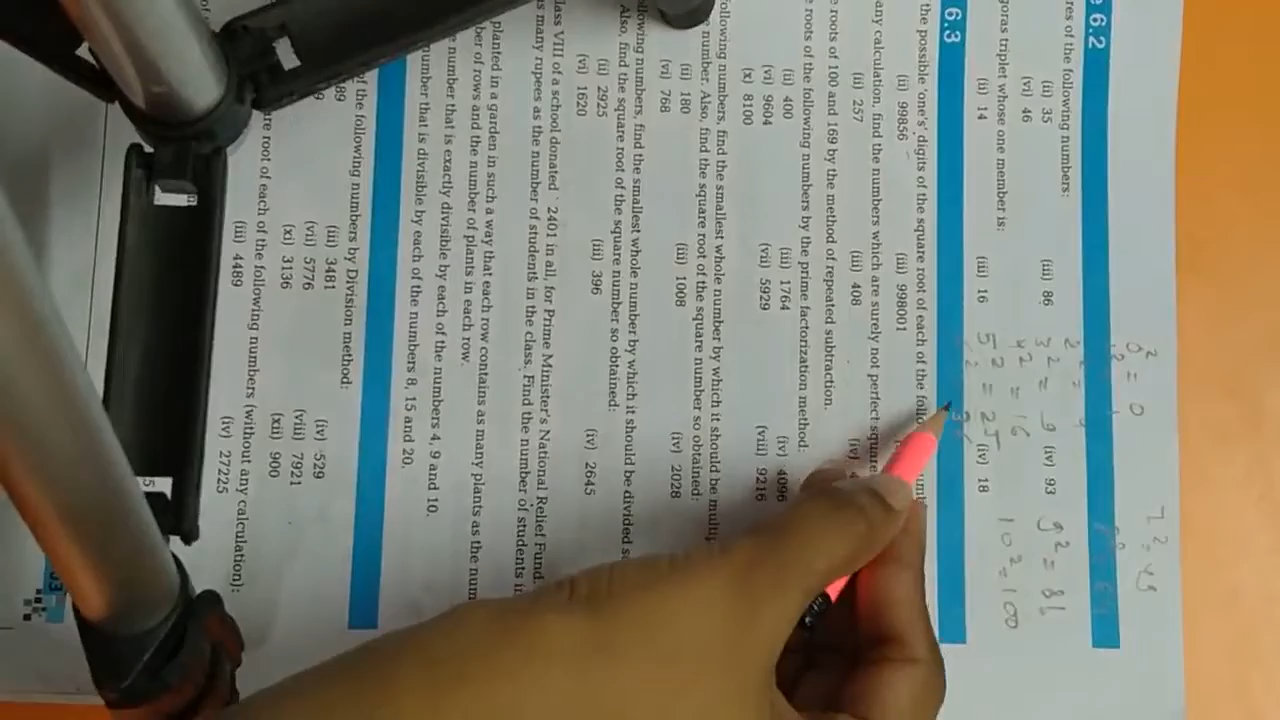 e 6.2
res of the following numbers:
(ii) 35 (iii) 86 (iv) 93
(vi) 46
goras triplet whose one member is:
(ii) 14 (iii) 16 (iv) 18
0² = 0
3² = 9
4² = 16
5² = 25
7² = 49
9² = 81
10² = 100
6.3
the possible 'one's' digits of the square root of each of the
(ii) 99856 (iii) 998001
any calculation, find the numbers which are surely not perfect square
(ii) 257 (iii) 408 (iv)
e roots of 100 and 169 by the method of repeated subtraction.
e roots of the following numbers by the prime factorization method:
(ii) 400 (iii) 1764 (iv) 4096
(vi) 9604 (vii) 5929 (viii) 9216
(x) 8100
following numbers, find the smallest whole number by which it should be
e number. Also, find the square root of the square number so obtained:
(ii) 180 (iii) 1008 (iv) 2028
(vi) 768
ollowing numbers, find the smallest whole number by which it should be divided
Also, find the square root of the square number so obtained:
(ii) 2925 (iii) 396 (iv) 2645
(vi) 1620
lass VIII of a school donated ` 2401 in all, for Prime Minister's National Relief Fund.
as many rupees as the number of students in the class. Find the number of students in
planted in a garden in such a way that each row contains as many plants as the num
ber of rows and the number of plants in each row.
number that is exactly divisible by each of the numbers 4, 9 and 10.
number that is divisible by each of the numbers 8, 15 and 20.
the following numbers by Division method:
89 (iii) 3481 (iv) 529
9 (vii) 5776 (viii) 7921
(xi) 3136 (xii) 900
re root of each of the following numbers (without any calculation):
(iii) 4489 (iv) 27225